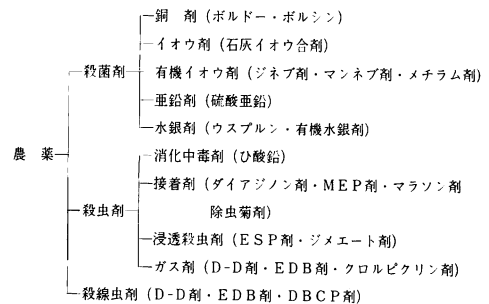 銅　剤（ボルドー・ボルシン）
イオウ剤（石灰イオウ合剤）
殺菌剤　有機イオウ剤（ジネブ剤・マンネブ剤・メチラム剤）
亜鉛剤（硫酸亜鉛）
水銀剤（ウスプルン・有機水銀剤）
農　薬　消化中毒剤（ひ酸鉛）
接着剤（ダイアジノン剤・ＭＥＰ剤・マラソン剤
殺虫剤　除虫菊剤）
浸透殺虫剤（ＥＳＰ剤・ジメエート剤）
ガス剤（Ｄ-Ｄ剤・ＥＤＢ剤・クロルピクリン剤）
殺線虫剤（Ｄ-Ｄ剤・ＥＤＢ剤・ＤＢＣＰ剤）